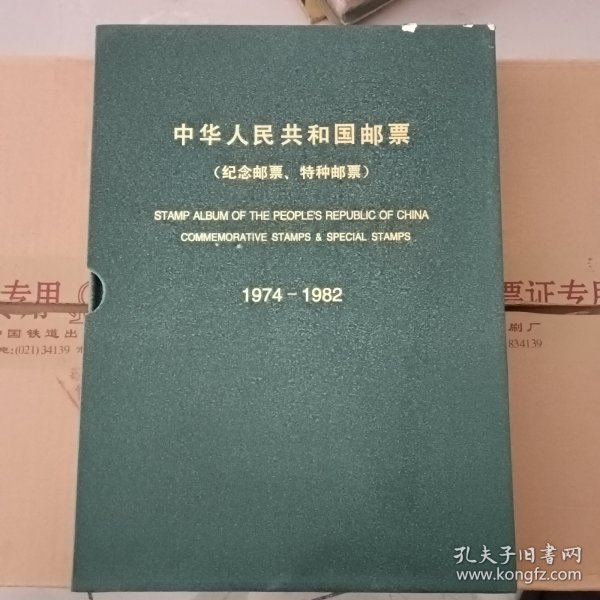 中华人民共和国邮票
（纪念邮票、特种邮票）
STAMP ALBUM OF THE PEOPLE'S REPUBLIC OF CHINA
COMMEMORATIVE STAMPS & SPECIAL STAMPS
1974-1982
专用
中国铁道出
(021)34139
票证专用
刷厂
834139
孔夫子旧书网
www.kongfz.com